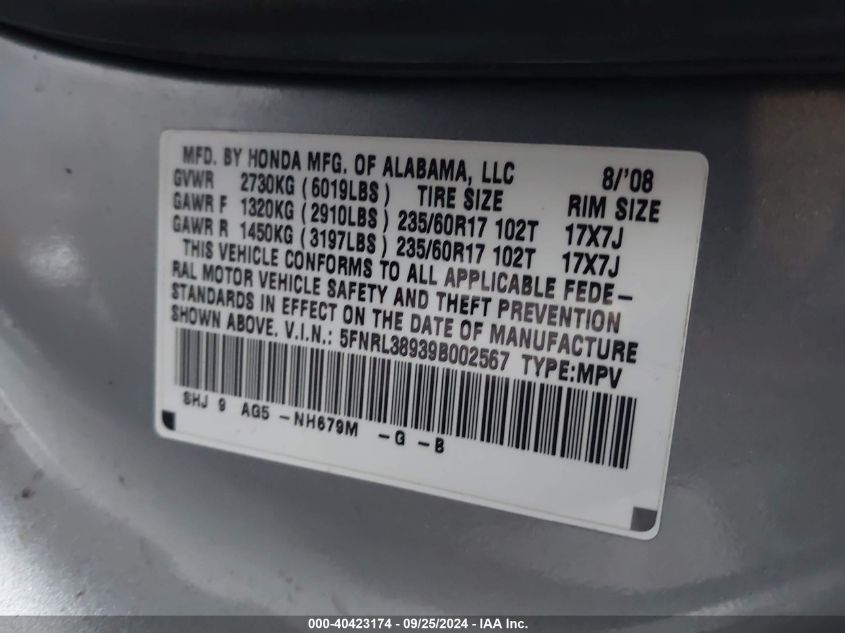 MFD. BY HONDA MFG. OF ALABAMA, LLC 8/'08
GVWR 2730KG (6019LBS) TIRE SIZE RIM SIZE
GAWR F 1320KG (2910LBS) 235/60R17 102T 17X7J
GAWR R 1450KG (3197LBS) 235/60R17 102T 17X7J
THIS VEHICLE CONFORMS TO ALL APPLICABLE FEDE-
RAL MOTOR VEHICLE SAFETY AND THEFT PREVENTION
STANDARDS IN EFFECT ON THE DATE OF MANUFACTURE
SHOWN ABOVE. V.I.N.: 5FNRL38939B002567 TYPE:MPV
SHJ 9 AG5 -NH679M -G -B
000-40423174 - 09/25/2024 - IAA Inc.